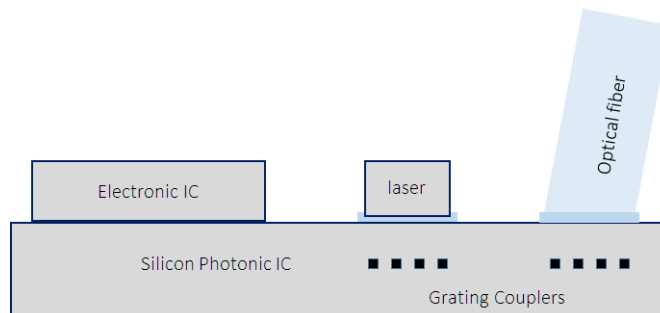 Optical fiber
Electronic IC
laser
Silicon Photonic IC
Grating Couplers